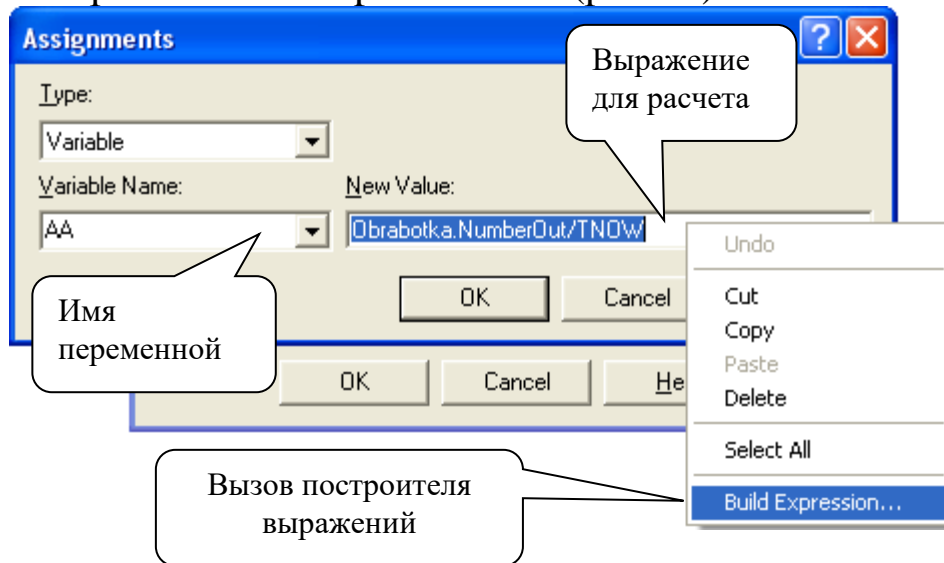 Assignments
Выражение
для расчета
Type:
Variable
Variable Name:
New Value:
AA
Obrabotka.NumberOut/TNOW
Имя
переменной
OK
Cancel
OK
Cancel
He
Undo
Cut
Copy
Paste
Delete
Select All
Build Expression...
Вызов построителя
выражений